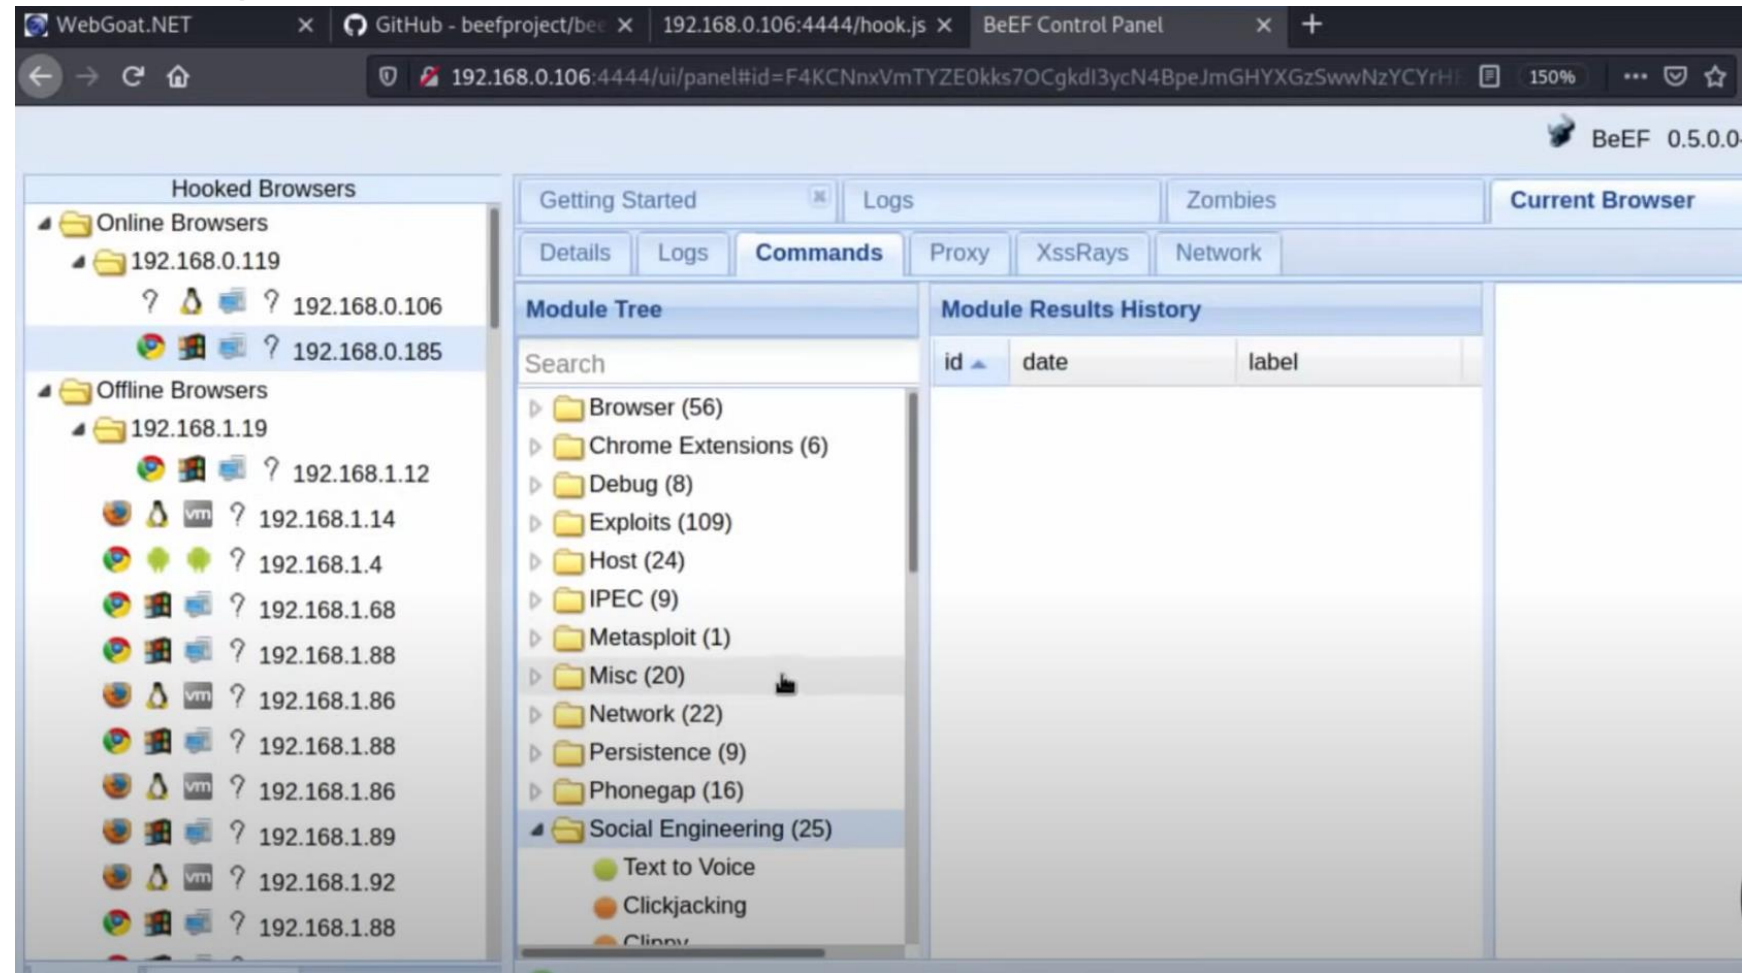 WebGoat.NET
GitHub - beefproject/bee
192.168.0.106:4444/hook.js
BeEF Control Panel
192.168.0.106:4444/ui/panel#id=F4KCNnxVmTYZE0kks7OCgkdI3ycN4BpeJmGHYXGzSwwNzYCYrH
150%
BeEF 0.5.0.0-
Hooked Browsers
Online Browsers
192.168.0.119
? ? 192.168.0.106
? 192.168.0.185
Offline Browsers
192.168.1.19
? 192.168.1.12
vm ? 192.168.1.14
? 192.168.1.4
? 192.168.1.68
? 192.168.1.88
vm ? 192.168.1.86
? 192.168.1.88
vm ? 192.168.1.86
? 192.168.1.89
vm ? 192.168.1.92
? 192.168.1.88
Getting Started
Logs
Zombies
Current Browser
Details
Logs
Commands
Proxy
XssRays
Network
Module Tree
Search
Browser (56)
Chrome Extensions (6)
Debug (8)
Exploits (109)
Host (24)
IPEC (9)
Metasploit (1)
Misc (20)
Network (22)
Persistence (9)
Phonegap (16)
Social Engineering (25)
Text to Voice
Clickjacking
Clippy
Module Results History
id date label